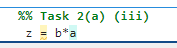 %% Task 2(a) (iii)
z = b*a